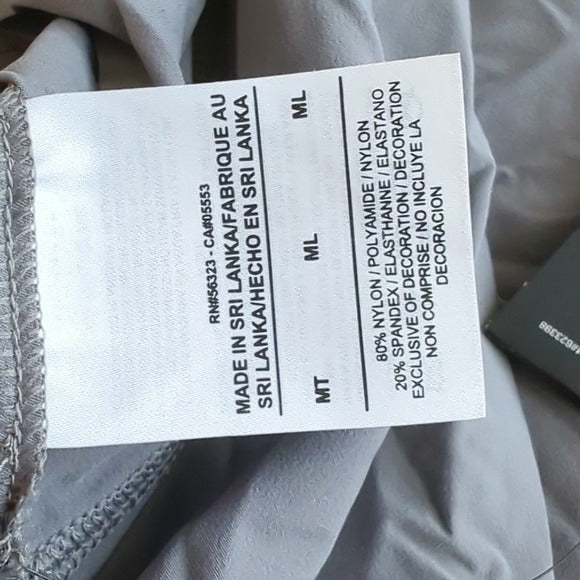 RN#56323 - CA#05553
MADE IN SRI LANKA/FABRIQUE AU
SRI LANKA/HECHO EN SRI LANKA
MT ML ML
80% NYLON / POLYAMIDE / NYLON
20% SPANDEX / ELASTHANNE / ELASTANO
EXCLUSIVE OF DECORATION / DECORATION
NON COMPRISE / NO INCLUYE LA
DECORACION
#623398